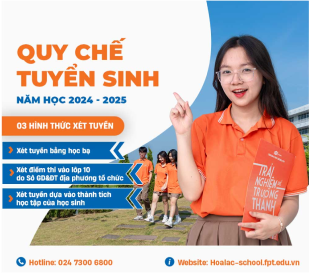 QUY CHẾ
TUYỂN SINH
NĂM HỌC 2024 - 2025
03 HÌNH THỨC XÉT TUYỂN
Xét tuyển bằng học bạ
Xét điểm thi vào lớp 10
do Sở GD&ĐT địa phương tổ chức
Xét tuyển dựa vào thành tích
học tập của học sinh
TRẢI
NGHIỆM ĐỂ
TRƯỞNG
THÀNH
Hotline: 024 7300 6800
Website: Hoalac-school.fpt.edu.vn